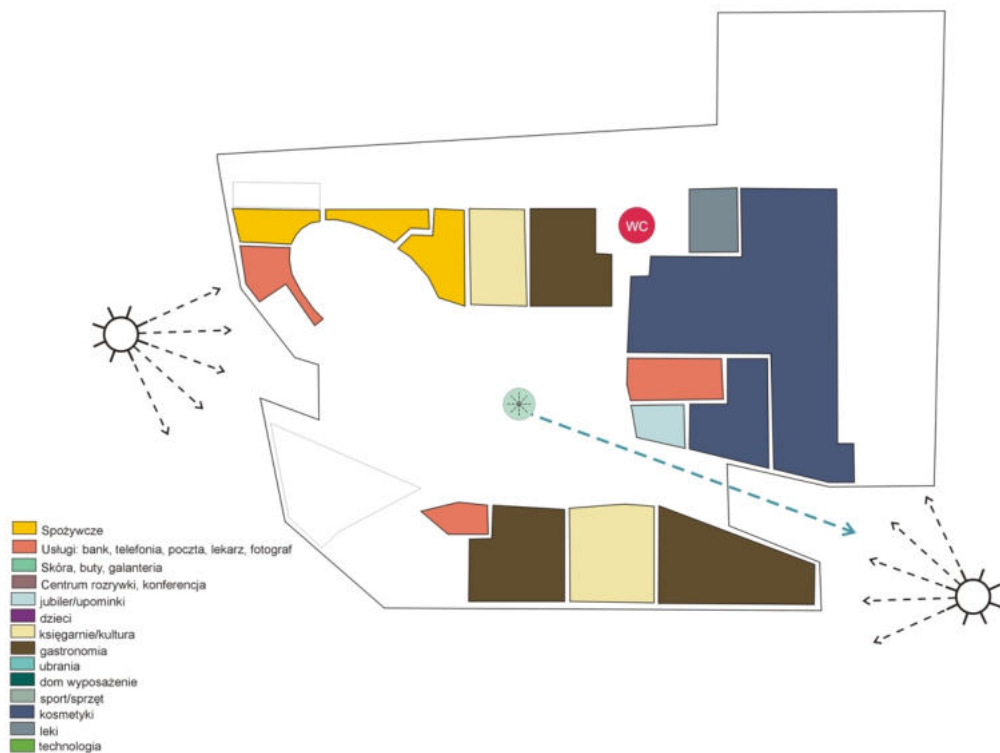 WC
Spożywcze
Usługi: bank, telefonia, poczta, lekarz, fotograf
Skóra, buty, galanteria
Centrum rozrywki, konferencja
jubiler/upominki
dzieci
księgarnie/kultura
gastronomia
ubrania
dom wyposażenie
sport/sprzęt
kosmetyki
leki
technologia